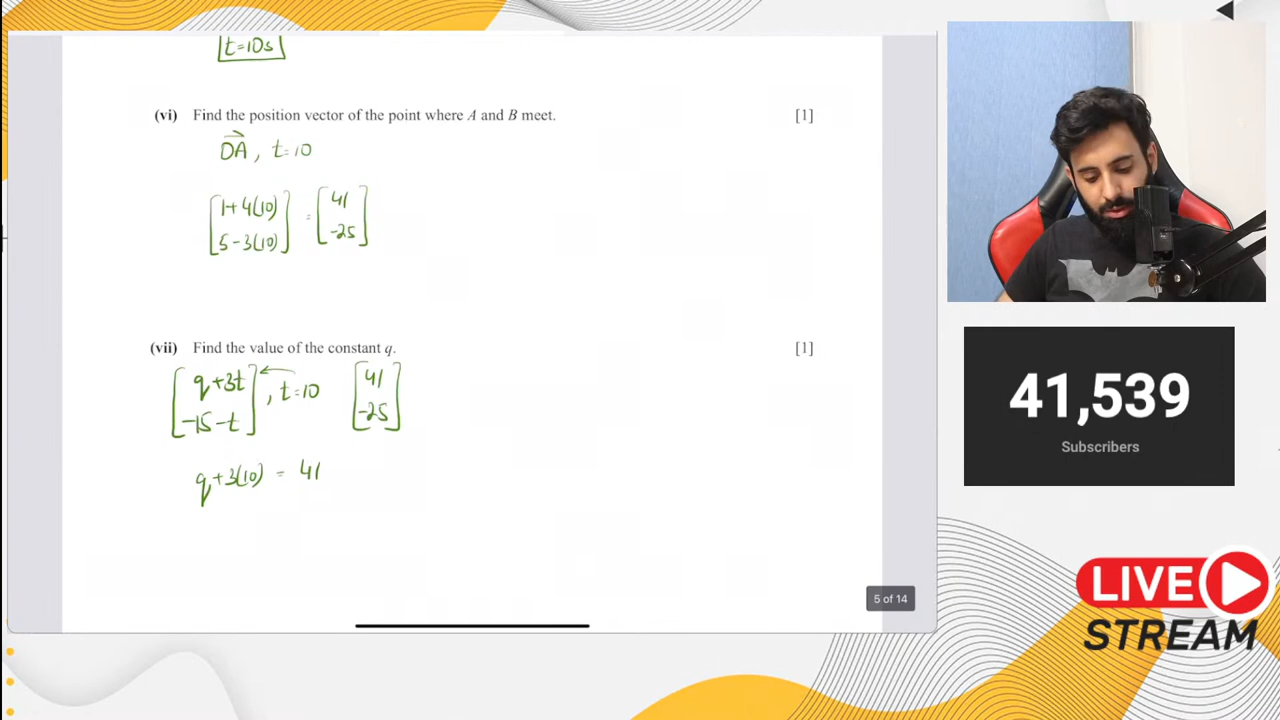 t=10s
(vi) Find the position vector of the point where A and B meet. [1]
OA, t=10
[1+4(10)] = [41]
[5-3(10)] [-25]
(vii) Find the value of the constant q. [1]
[q+3t] , t=10 [41]
[-15-t] [-25]
q+3(10) = 41
5 of 14
41,539
Subscribers
LIVE
STREAM